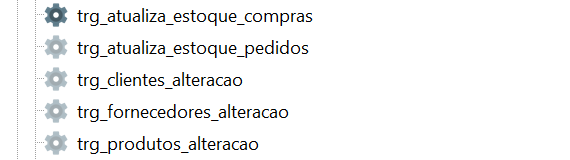 trg_atualiza_estoque_compras
trg_atualiza_estoque_pedidos
trg_clientes_alteracao
trg_fornecedores_alteracao
trg_produtos_alteracao